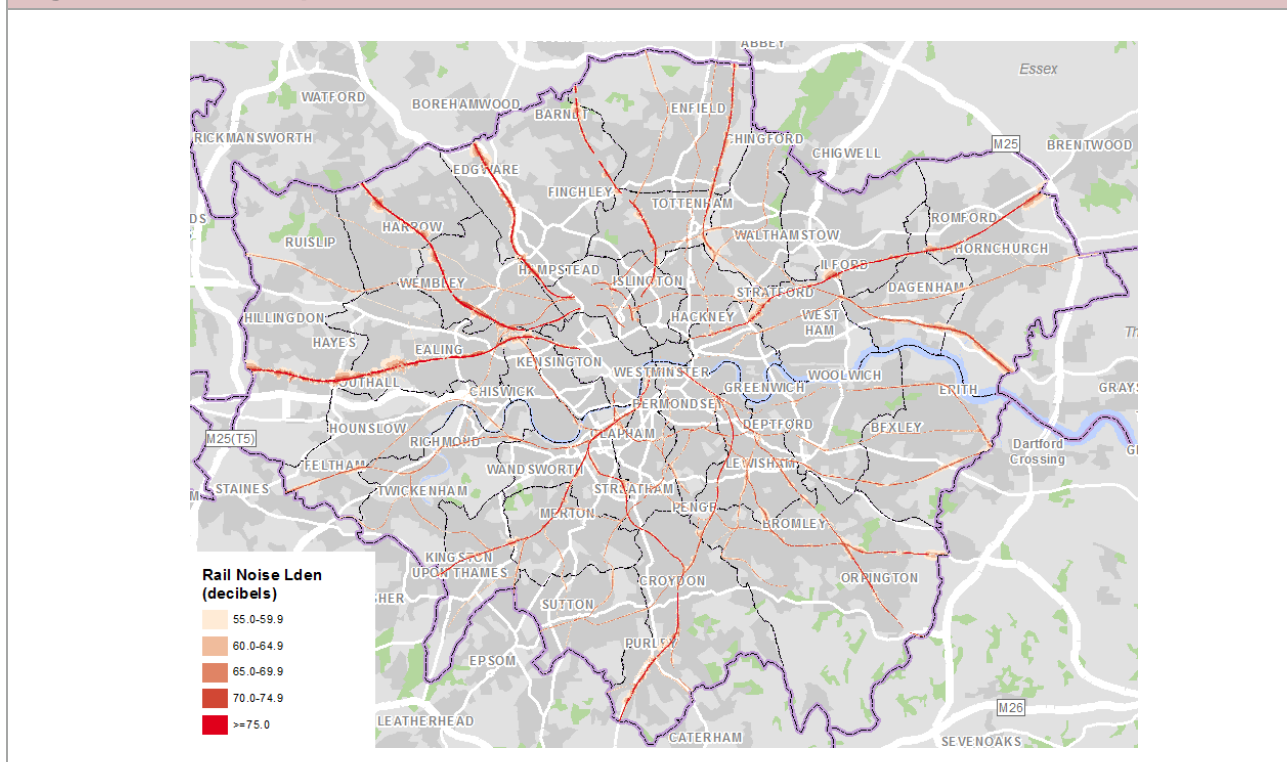 ABBEY
Essex
WATFORD
BOREHAMWOOD
BARNET
ENFIELD
RICKMANSWORTH
CHINGFORD
M25
BRENTWOOD
CHIGWELL
EDGWARE
FINCHLEY
TOTTENHAM
ROMFORD
HARROW
WALTHAMSTOW
RUISLIP
HORNCHURCH
HAMPSTEAD
ILFORD
WEMBLEY
ISLINGTON
STRATFORD
DAGENHAM
HILLINGDON
HACKNEY
WEST
HAM
HAYES
EALING
KENSINGTON
WESTMINSTER
WOOLWICH
SOUTHALL
GREENWICH
CHISWICK
ERITH
GRAYS
BERMONDSEY
HOUNSLOW
CLAPHAM
DEPTFORD
BEXLEY
M25(T5)
RICHMOND
Dartford
Crossing
FELTHAM
WANDSWORTH
LEWISHAM
STAINES
TWICKENHAM
STREATHAM
MERTON
PENGE
BROMLEY
KINGSTON
UPON THAMES
CROYDON
ORPINGTON
SHER
SUTTON
PURLEY
EPSOM
M26
LEATHERHEAD
CATERHAM
SEVENOAKS
Rail Noise Lden
(decibels)
55.0-59.9
60.0-64.9
65.0-69.9
70.0-74.9
>=75.0